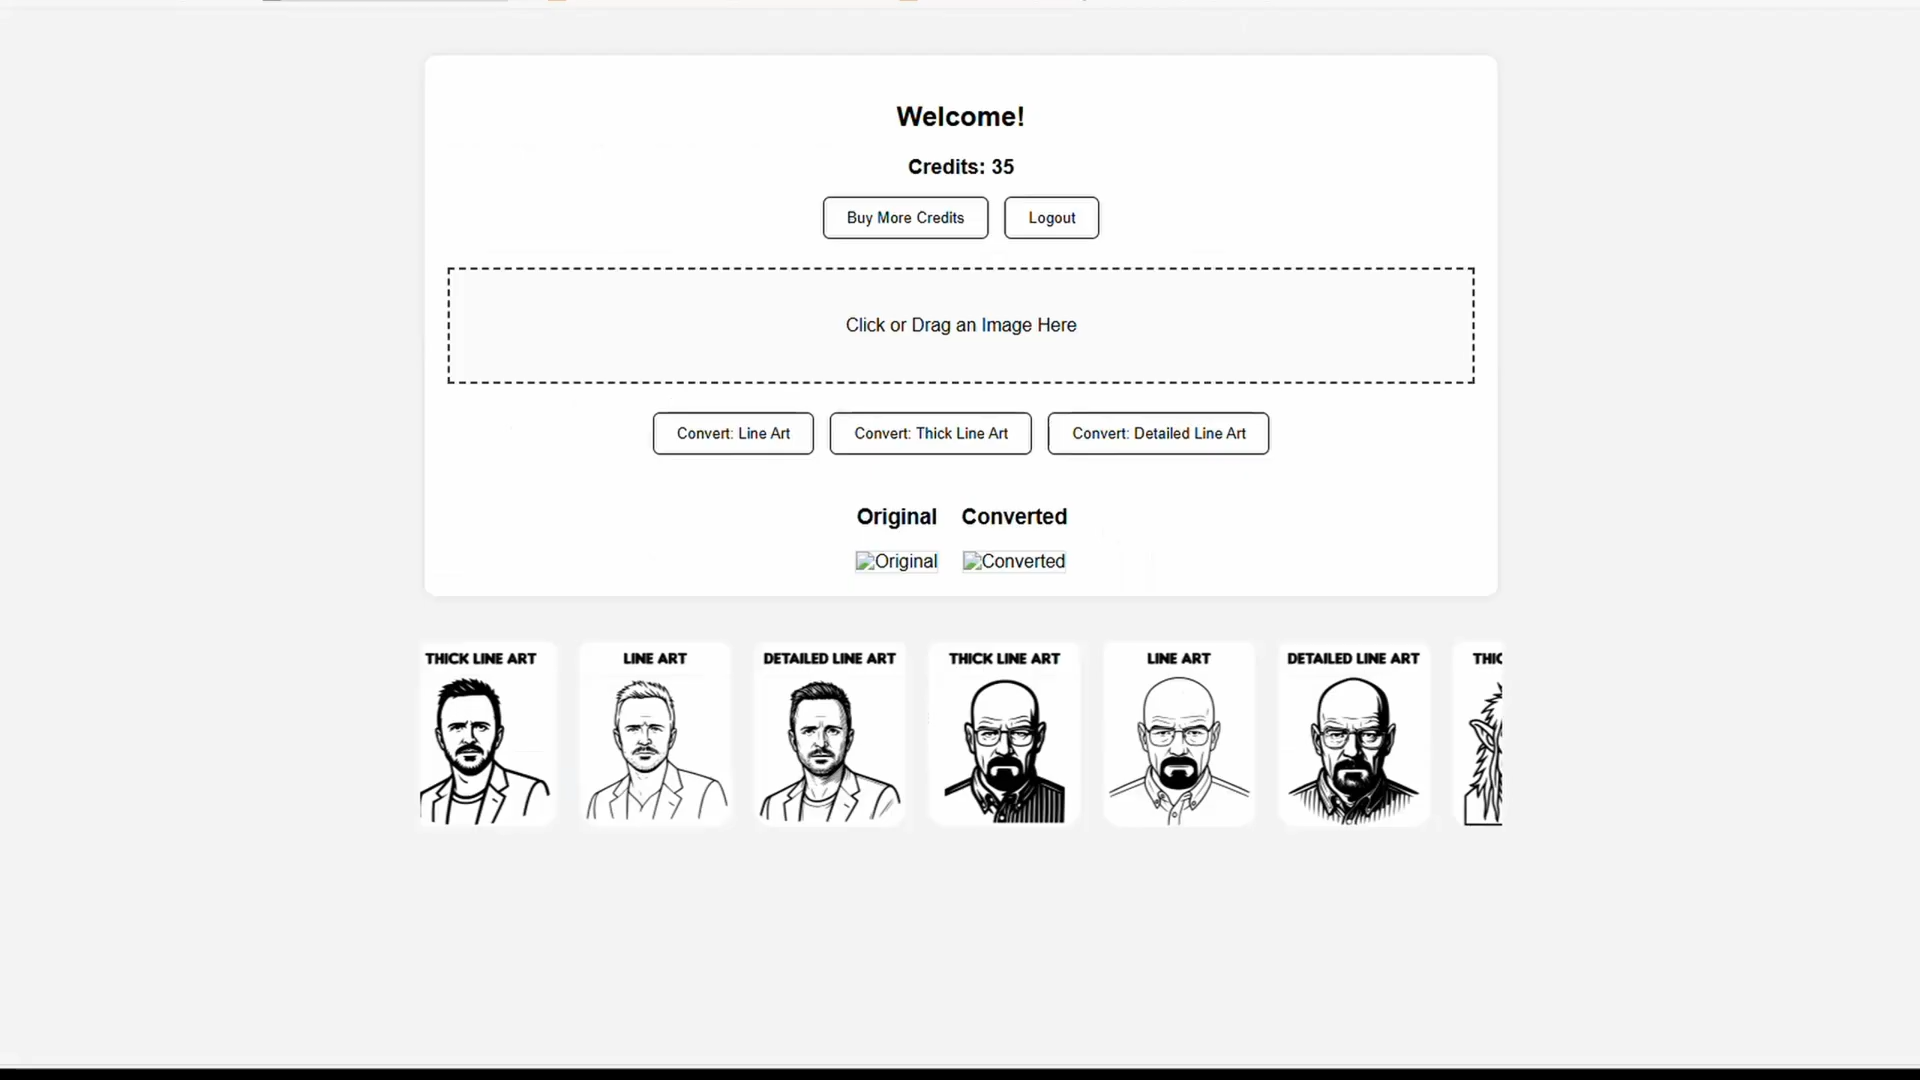 Welcome!
Credits: 35
Buy More Credits
Logout
Click or Drag an Image Here
Convert: Line Art
Convert: Thick Line Art
Convert: Detailed Line Art
Original
Converted
Original
Converted
THICK LINE ART
LINE ART
DETAILED LINE ART
THICK LINE ART
LINE ART
DETAILED LINE ART
THIC